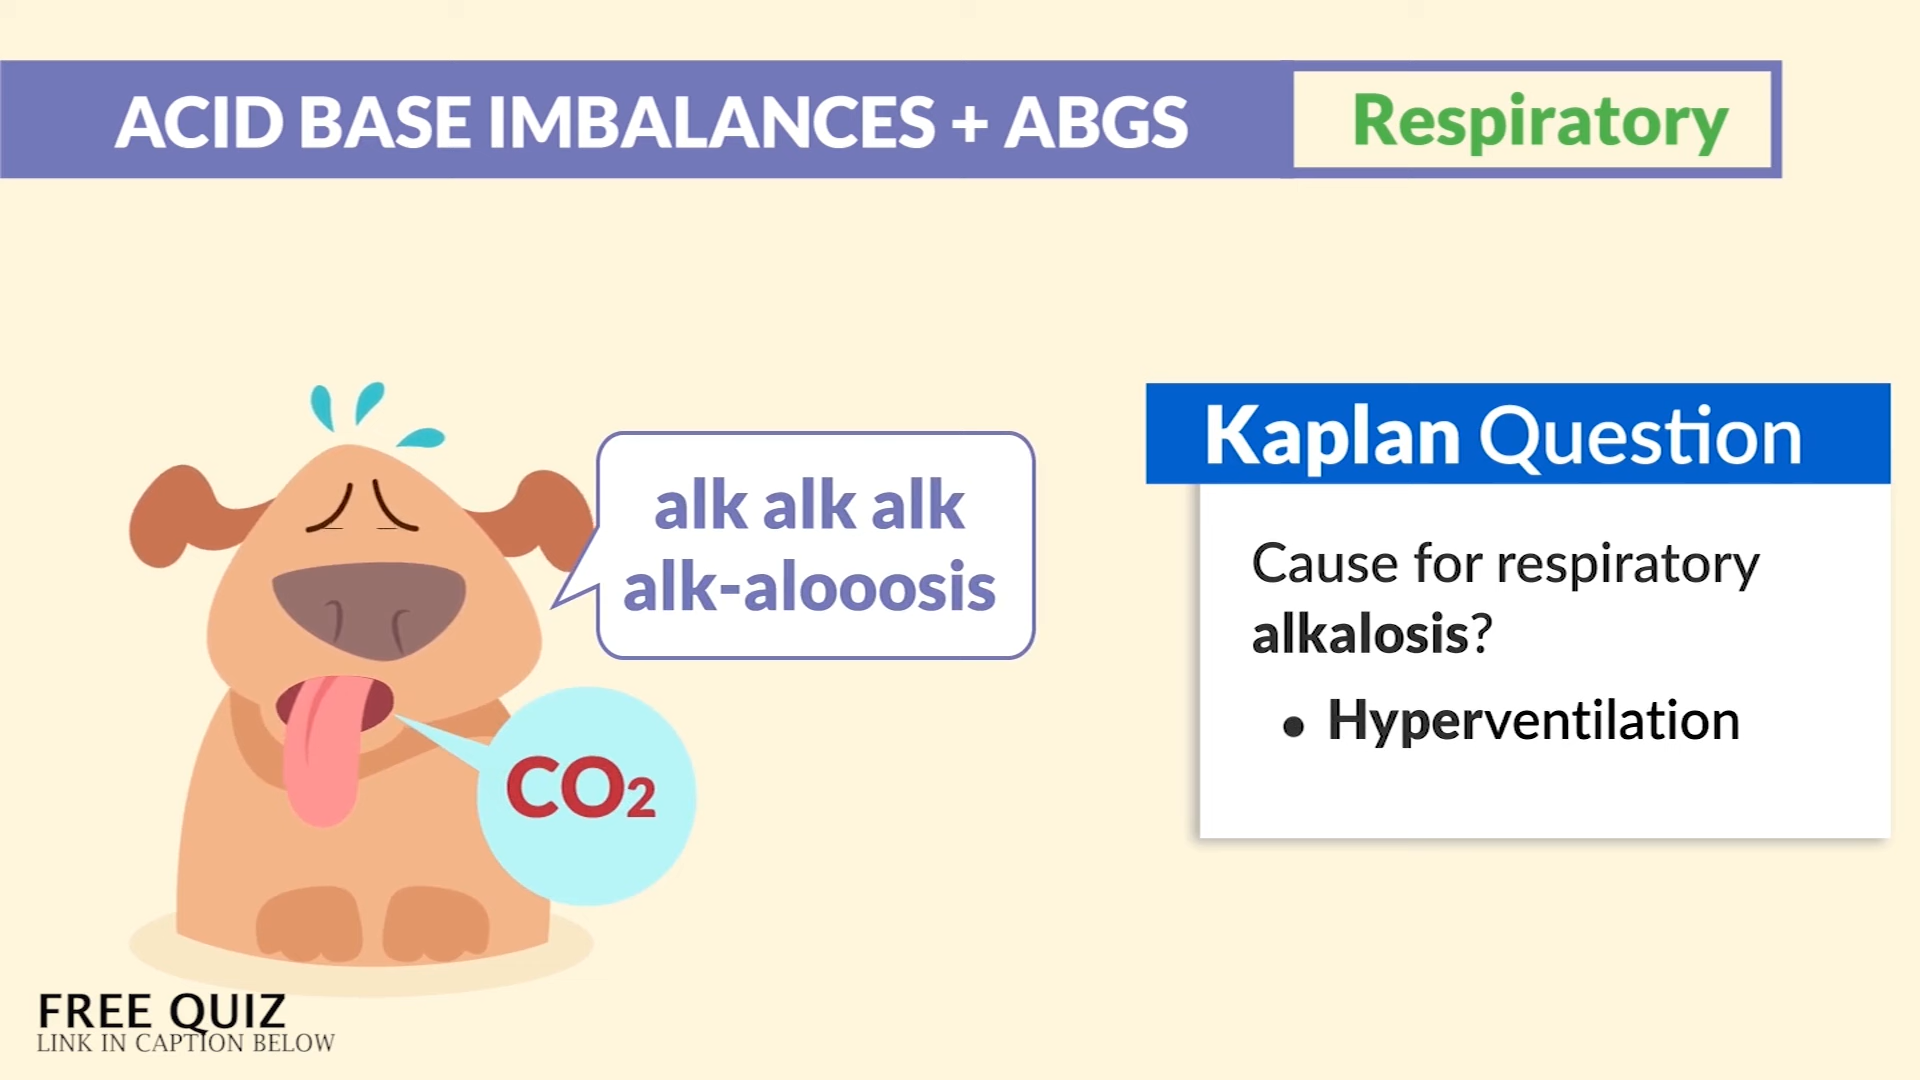 ACID BASE IMBALANCES + ABGS
Respiratory
alk alk alk
alk-alooosis
CO₂
Kaplan Question
Cause for respiratory
alkalosis?
• Hyperventilation
FREE QUIZ
LINK IN CAPTION BELOW